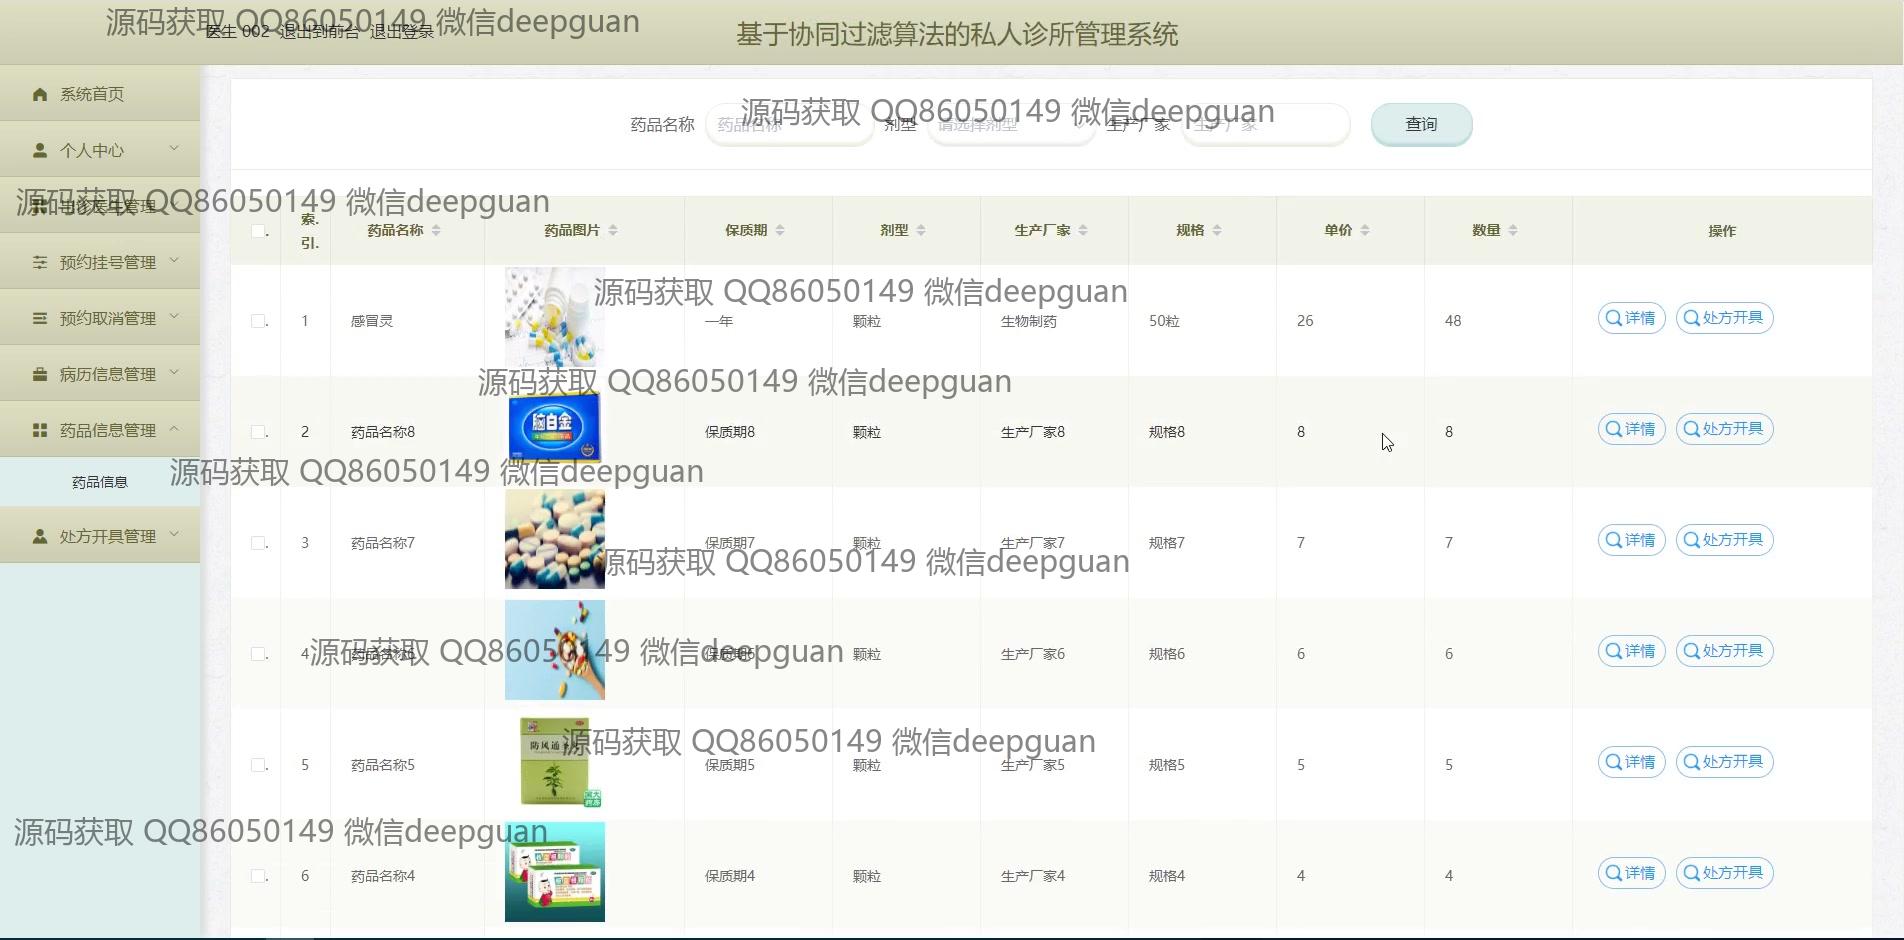 源码获取 QQ86050149 微信deepguan
医生 002 退出到前台 退出登录
基于协同过滤算法的私人诊所管理系统
系统首页
个人中心
源码获取 QQ86050149 微信deepguan
预约挂号管理
预约取消管理
病历信息管理
药品信息管理
药品信息
处方开具管理
药品名称 药品名称 剂型 请选择剂型 生产厂家 生产厂家 查询
源码获取 QQ86050149 微信deepguan
索. 引. 药品名称 药品图片 保质期 剂型 生产厂家 规格 单价 数量 操作
源码获取 QQ86050149 微信deepguan
1 感冒灵 一年 颗粒 生物制药 50粒 26 48 详情 处方开具
源码获取 QQ86050149 微信deepguan
脑白金
2 药品名称8 保质期8 颗粒 生产厂家8 规格8 8 8 详情 处方开具
源码获取 QQ86050149 微信deepguan
3 药品名称7 保质期7 颗粒 生产厂家7 规格7 7 7 详情 处方开具
源码获取 QQ86050149 微信deepguan
4 药品名称6 保质期6 颗粒 生产厂家6 规格6 6 6 详情 处方开具
源码获取 QQ86050149 微信deepguan
防风通
源码获取 QQ86050149 微信deepguan
5 药品名称5 保质期5 颗粒 生产厂家5 规格5 5 5 详情 处方开具
源码获取 QQ86050149 微信deepguan
6 药品名称4 保质期4 颗粒 生产厂家4 规格4 4 4 详情 处方开具